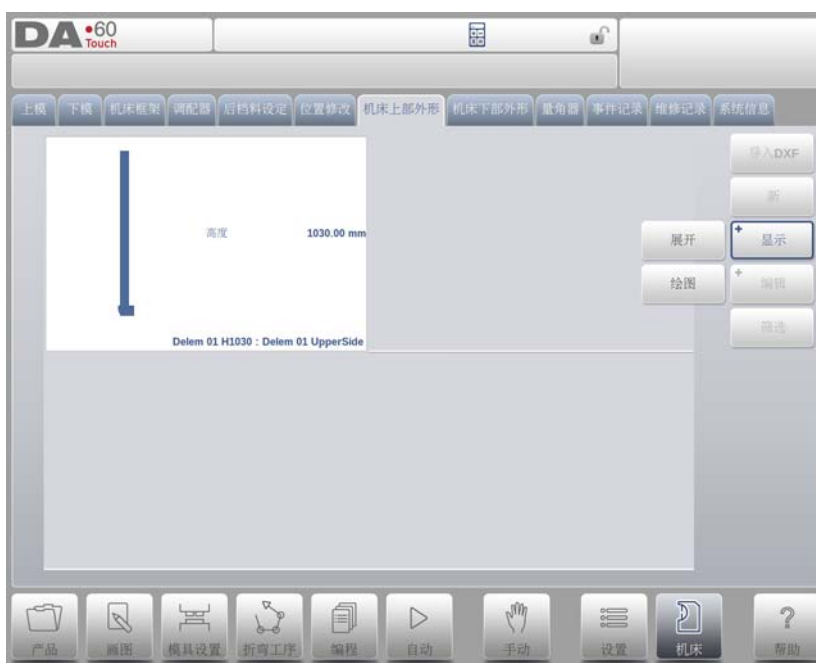 DA•60
Touch
上模 下模 机床框架 调配器 后档料设定 位置修改 机床上部外形 机床下部外形 量角器 事件记录 维修记录 系统信息
导入DXF
新
高度 1030.00 mm
展开 显示
绘图 编辑
筛选
Delem 01 H1030 : Delem 01 UpperSide
产品 画图 模具设置 折弯工序 编程 自动 手动 设置 机床 帮助